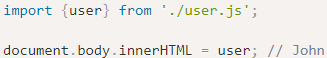 import {user} from './user.js';
document.body.innerHTML = user; // John